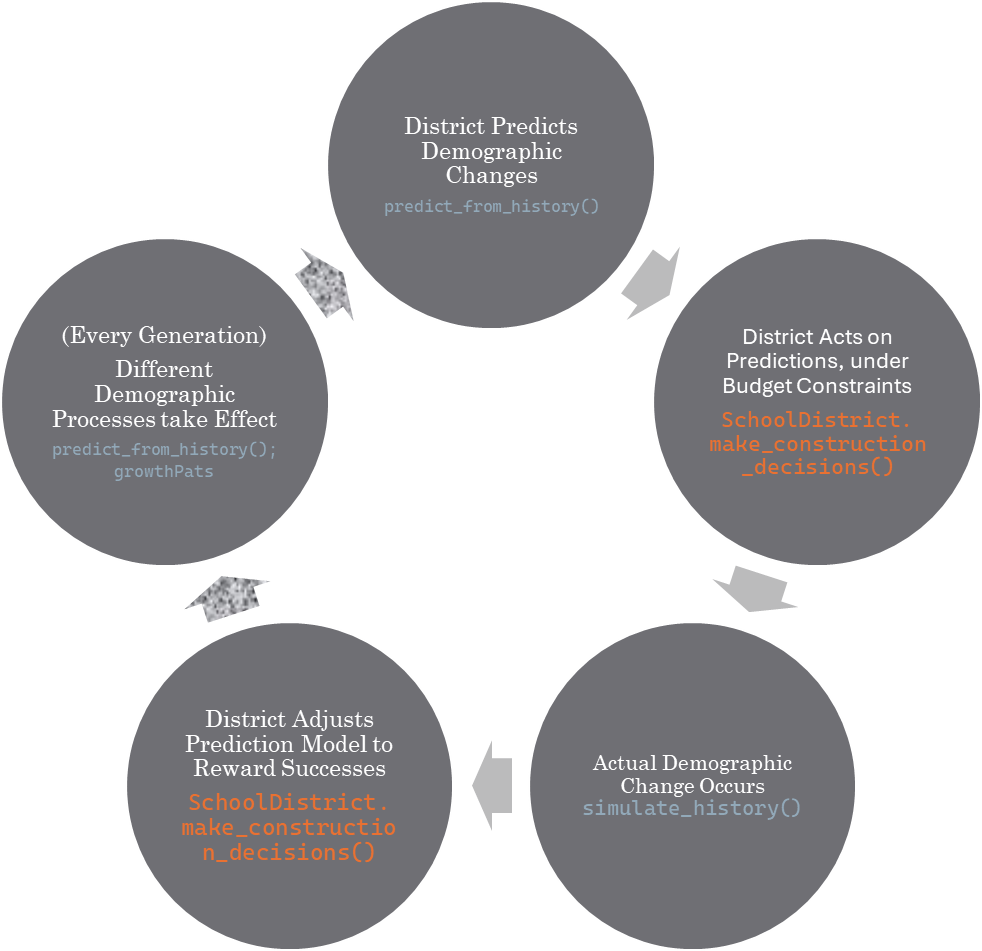 District Predicts
Demographic
Changes
predict_from_history()
District Acts on
Predictions, under
Budget Constraints
SchoolDistrict.
make_construction
_decisions()
Actual Demographic
Change Occurs
simulate_history()
District Adjusts
Prediction Model to
Reward Successes
SchoolDistrict.
make_constructio
n_decisions()
(Every Generation)
Different
Demographic
Processes take Effect
predict_from_history();
growthPats